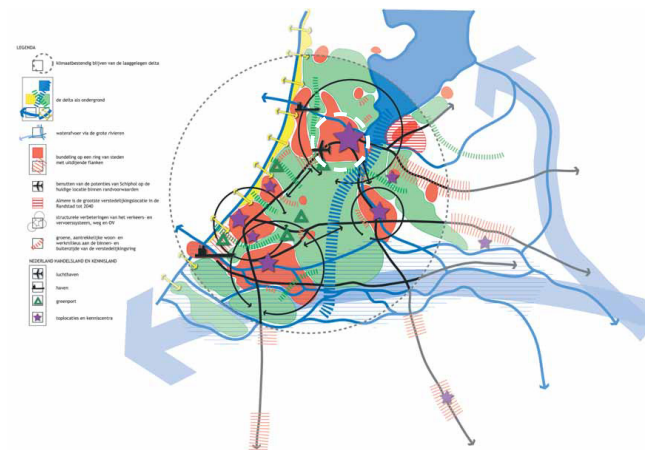 LEGENDA
klimaatbestendig blijven van de laaggelegen delta
de delta als ondergrond
waterafvoer via de grote rivieren
bundeling op een ring van steden
met uitdijende flanken
benutten van de potenties van Schiphol op de
huidige locatie binnen randvoorwaarden
Almere is de grootste verstedelijkingslocatie in de
Randstad tot 2040
structurele verbeteringen van het verkeers- en
vervoerssysteem, weg en OV
groene, aantrekkelijke woon- en
werkmilieus aan de binnen- en
buitenzijde van de verstedelijkingsring
NEDERLAND HANDELSLAND EN KENNISLAND
luchthaven
haven
greenport
toplocaties en kenniscentra